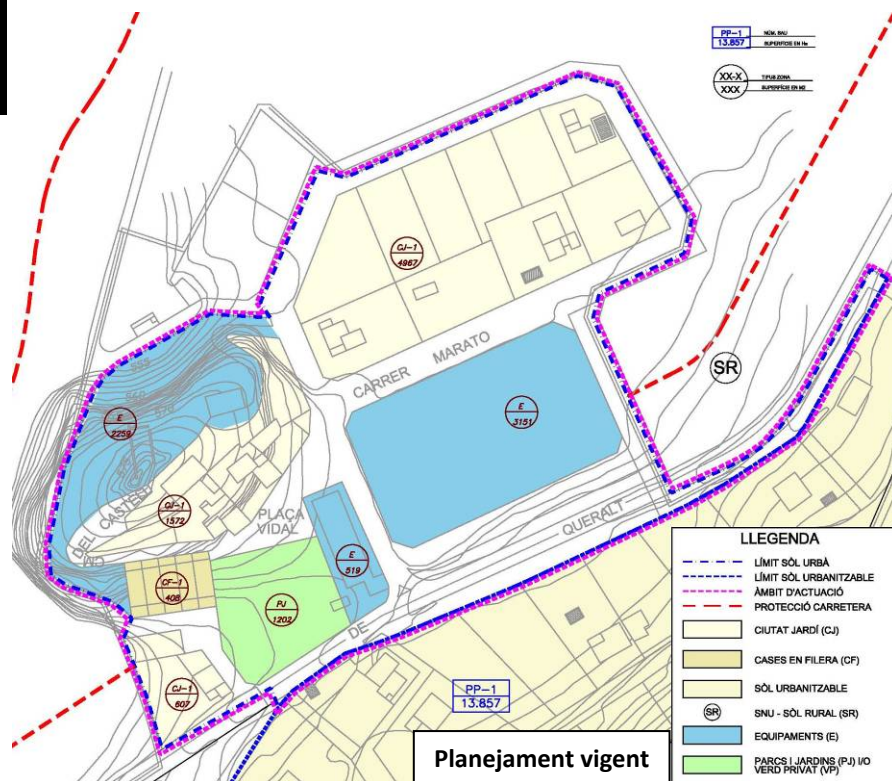 PP-1
13.857
NÚM. SAU
SUPERFICIE EN Ha
XX-X
XXX
TIPUS ZONA
SUPERFICIE EN M2
CJ-1
4967
CARRER MARATO
SR
E
2259
E
3151
CJ-1
1572
DEL CASTELL
PLAÇA
VIDAL
QUERALT
E
519
CF-1
408
PJ
1202
DE
CJ-1
607
PP-1
13.857
LLEGENDA
LÍMIT SÒL URBÀ
LÍMIT SÒL URBANITZABLE
ÀMBIT D'ACTUACIÓ
PROTECCIÓ CARRETERA
CIUTAT JARDÍ (CJ)
CASES EN FILERA (CF)
SÒL URBANITZABLE
SR
SNU - SÒL RURAL (SR)
EQUIPAMENTS (E)
PARCS I JARDINS (PJ) I/O
VERD PRIVAT (VP)
Planejament vigent